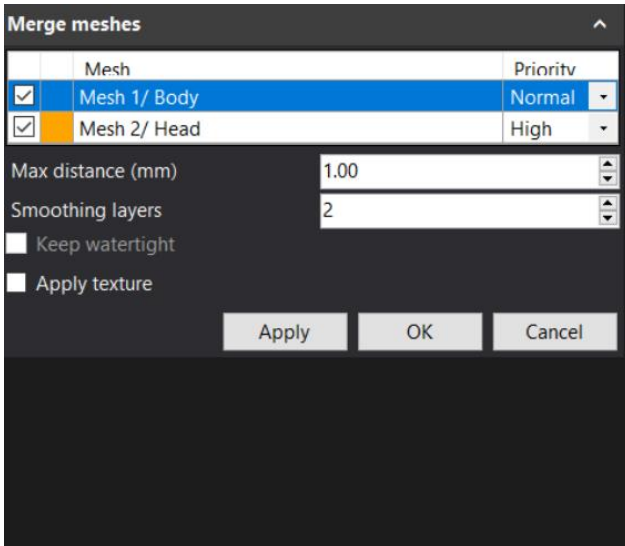 Merge meshes
Mesh Priority
Mesh 1/ Body Normal
Mesh 2/ Head High
Max distance (mm) 1.00
Smoothing layers 2
Keep watertight
Apply texture
Apply OK Cancel